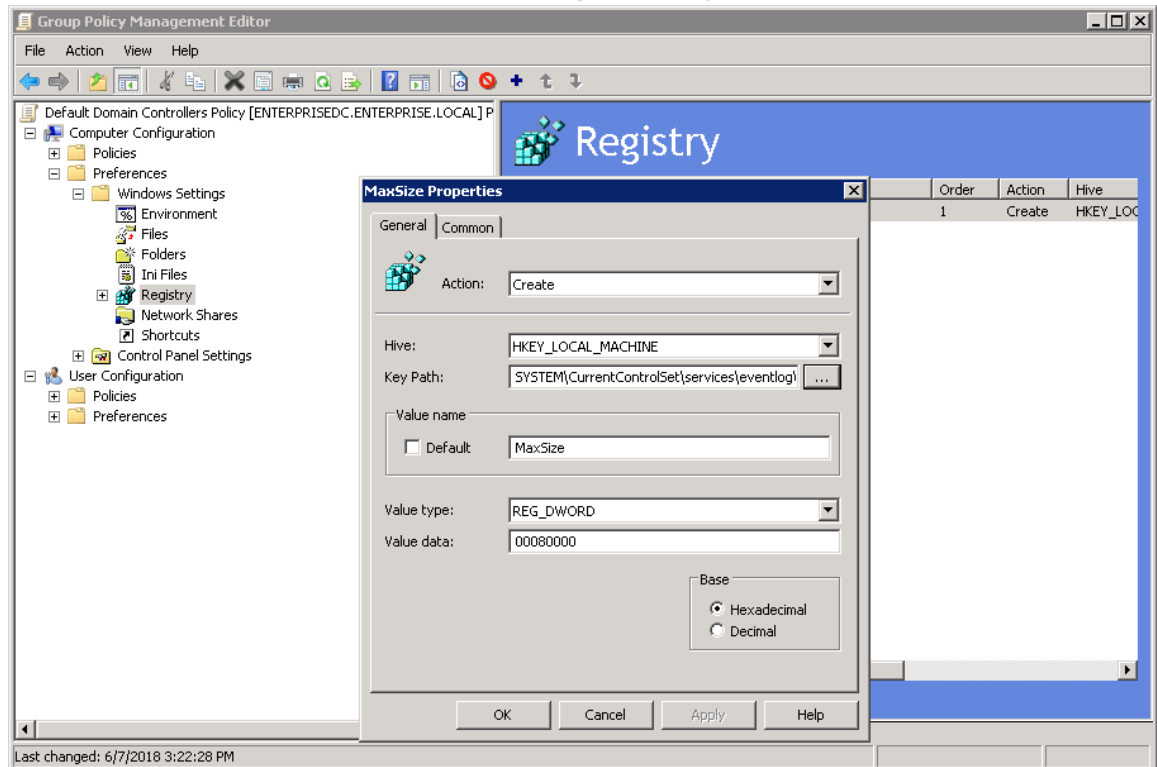 Group Policy Management Editor
File Action View Help
Default Domain Controllers Policy [ENTERPRISEDC.ENTERPRISE.LOCAL] P
Computer Configuration
Policies
Preferences
Windows Settings
Environment
Files
Folders
Ini Files
Registry
Network Shares
Shortcuts
Control Panel Settings
User Configuration
Policies
Preferences
Registry
Order Action Hive
1 Create HKEY_LOC
MaxSize Properties
General Common
Action: Create
Hive: HKEY_LOCAL_MACHINE
Key Path: SYSTEM\CurrentControlSet\services\eventlog\ ...
Value name
Default MaxSize
Value type: REG_DWORD
Value data: 00080000
Base
Hexadecimal
Decimal
OK Cancel Apply Help
Last changed: 6/7/2018 3:22:28 PM